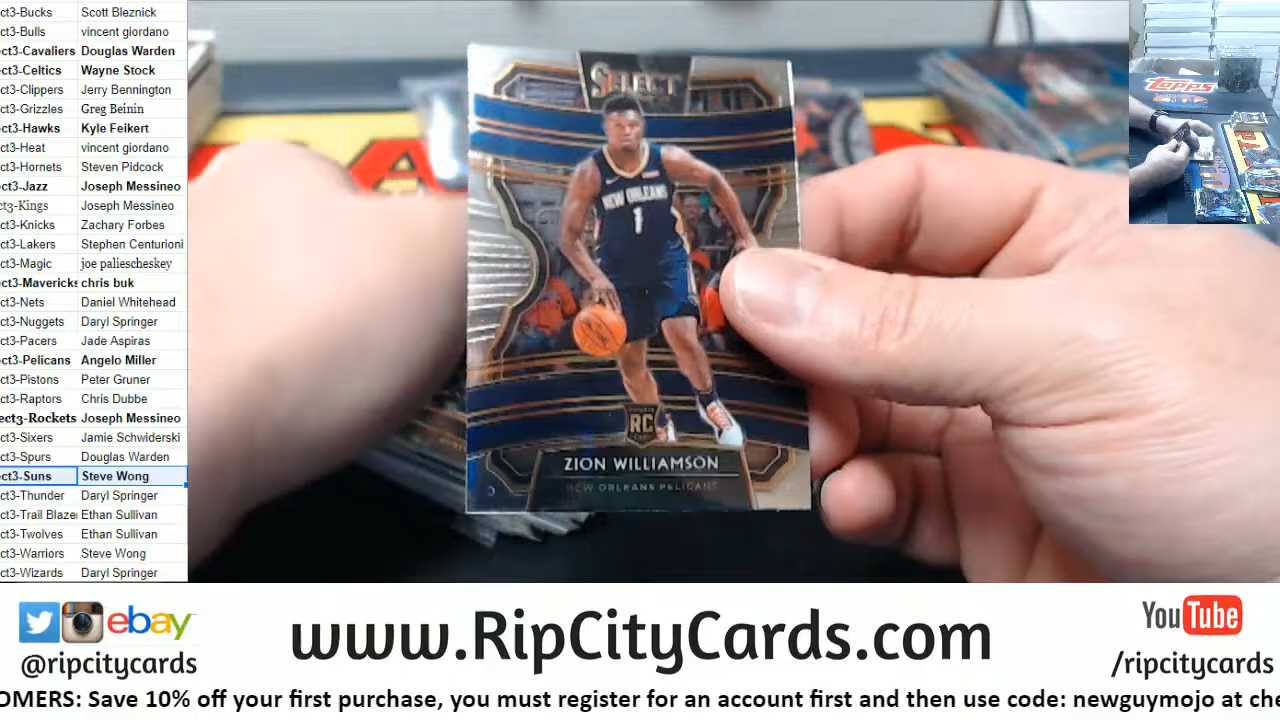 ct3-Bucks Scott Bleznick
ct3-Bulls vincent giordano
ect3-Cavaliers Douglas Warden
ect3-Celtics Wayne Stock
ct3-Clippers Jerry Bennington
ct3-Grizzles Greg Beinin
ect3-Hawks Kyle Feikert
ct3-Heat vincent giordano
ct3-Hornets Steven Pidcock
ect3-Jazz Joseph Messineo
ct3-Kings Joseph Messineo
ct3-Knicks Zachary Forbes
ct3-Lakers Stephen Centurioni
ct3-Magic joe paliescheskey
ect3-Mavericks chris buk
ct3-Nets Daniel Whitehead
ct3-Nuggets Daryl Springer
ct3-Pacers Jade Aspiras
ect3-Pelicans Angelo Miller
ct3-Pistons Peter Gruner
ct3-Raptors Chris Dubbe
ect3-Rockets Joseph Messineo
ct3-Sixers Jamie Schwiderski
ct3-Spurs Douglas Warden
ect3-Suns Steve Wong
ct3-Thunder Daryl Springer
ct3-Trail Blaze Ethan Sullivan
ct3-Twolves Ethan Sullivan
ct3-Warriors Steve Wong
ct3-Wizards Daryl Springer
SELECT
NEW ORLEANS
1
RC
ZION WILLIAMSON
NEW ORLEANS PELICANS
Topps
ebay
@ripcitycards
www.RipCityCards.com
YouTube
/ripcitycards
OMERS: Save 10% off your first purchase, you must register for an account first and then use code: newguymojo at che